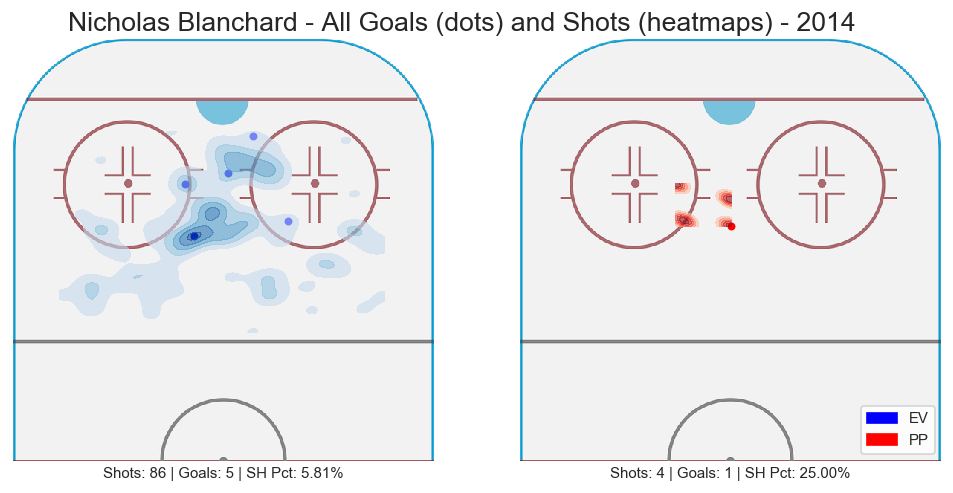 Nicholas Blanchard - All Goals (dots) and Shots (heatmaps) - 2014
EV
PP
Shots: 86 | Goals: 5 | SH Pct: 5.81%
Shots: 4 | Goals: 1 | SH Pct: 25.00%